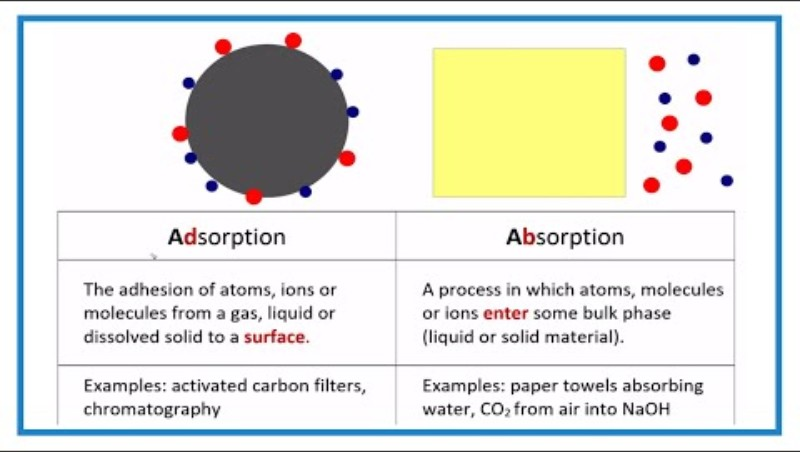 Adsorption
Absorption
The adhesion of atoms, ions or
molecules from a gas, liquid or
dissolved solid to a surface.
A process in which atoms, molecules
or ions enter some bulk phase
(liquid or solid material).
Examples: activated carbon filters,
chromatography
Examples: paper towels absorbing
water, CO₂ from air into NaOH